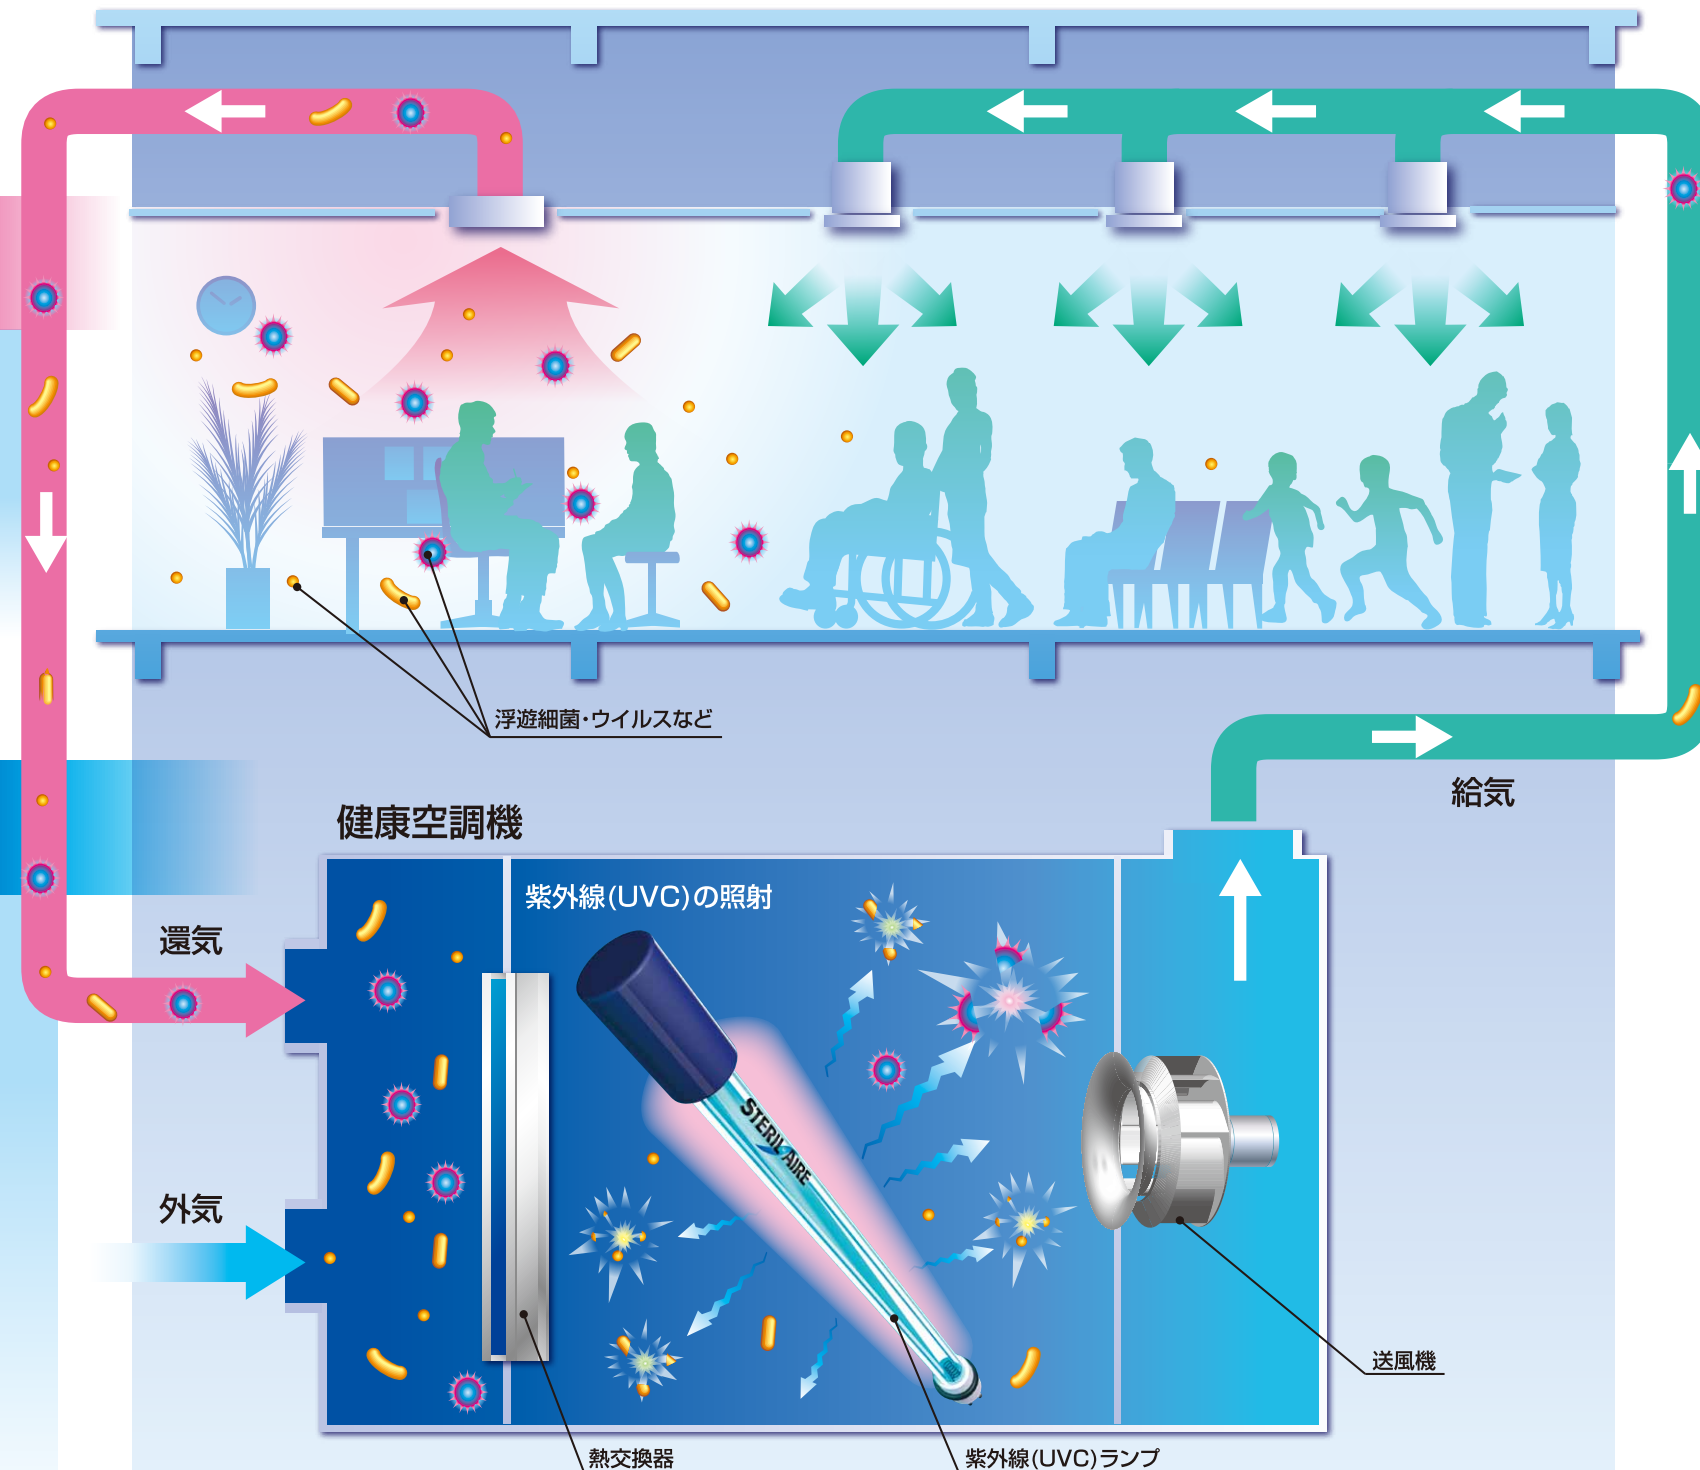 浮遊細菌・ウイルスなど
給気
健康空調機
紫外線(UVC)の照射
還気
STERIL AIRE
外気
送風機
熱交換器
紫外線(UVC)ランプ